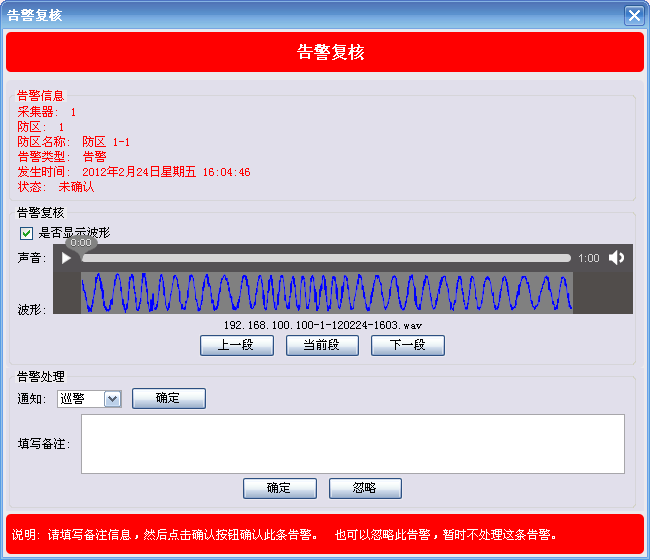 告警复核
告警复核
告警信息
采集器: 1
防区: 1
防区名称: 防区 1-1
告警类型: 告警
发生时间: 2012年2月24日星期五 16:04:46
状态: 未确认
告警复核
是否显示波形
0:00
声音:
1:00
波形:
192.168.100.100-1-120224-1603.wav
上一段 当前段 下一段
告警处理
通知: 巡警 确定
填写备注:
确定 忽略
说明: 请填写备注信息，然后点击确认按钮确认此条告警。 也可以忽略此告警，暂时不处理这条告警。